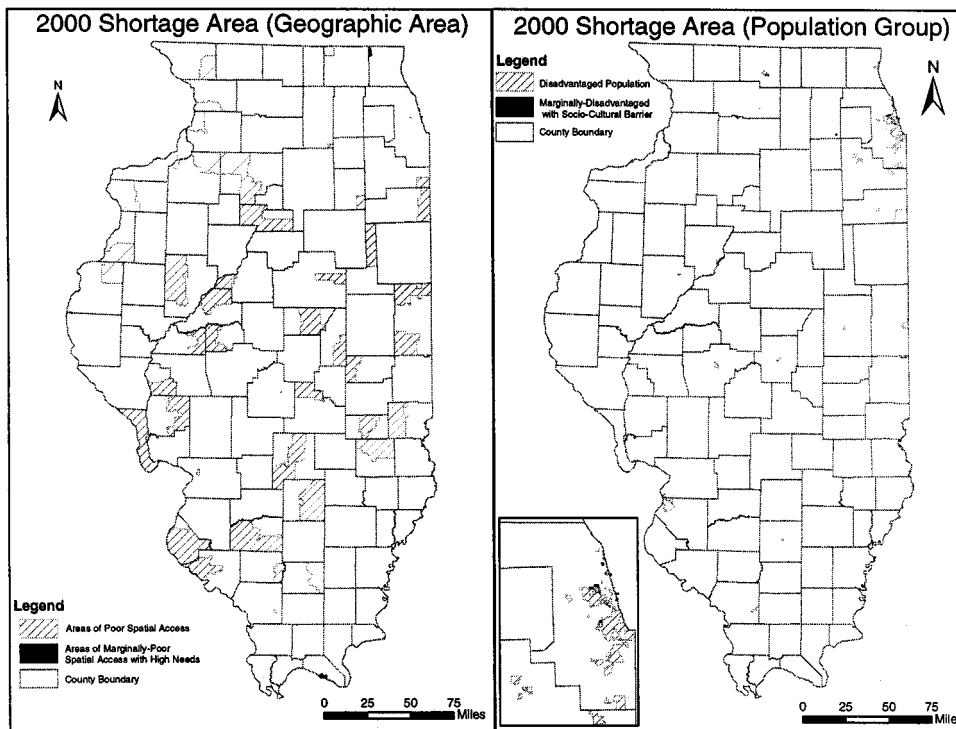 2000 Shortage Area (Geographic Area)
N
Legend
Areas of Poor Spatial Access
Areas of Marginally-Poor
Spatial Access with High Needs
County Boundary
0 25 50 75
Miles
2000 Shortage Area (Population Group)
Legend
Disadvantaged Population
Marginally-Disadvantaged
with Socio-Cultural Barrier
County Boundary
N
0 25 50 75
Mile